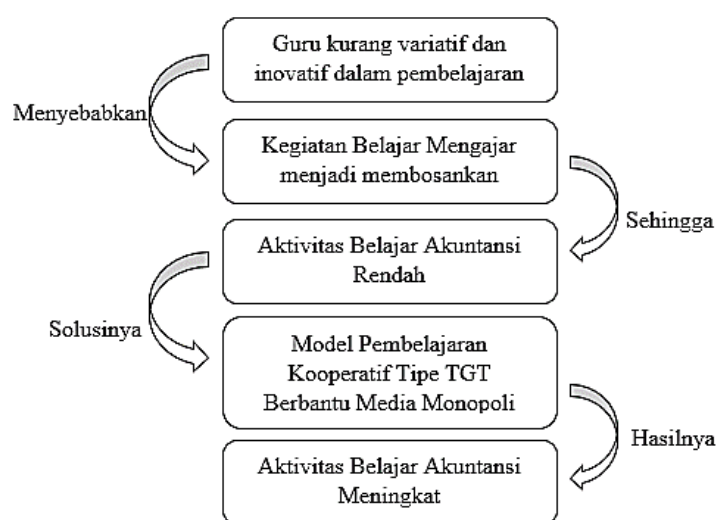 Guru kurang variatif dan
inovatif dalam pembelajaran
Menyebabkan
Kegiatan Belajar Mengajar
menjadi membosankan
Sehingga
Aktivitas Belajar Akuntansi
Rendah
Solusinya
Model Pembelajaran
Kooperatif Tipe TGT
Berbantu Media Monopoli
Hasilnya
Aktivitas Belajar Akuntansi
Meningkat